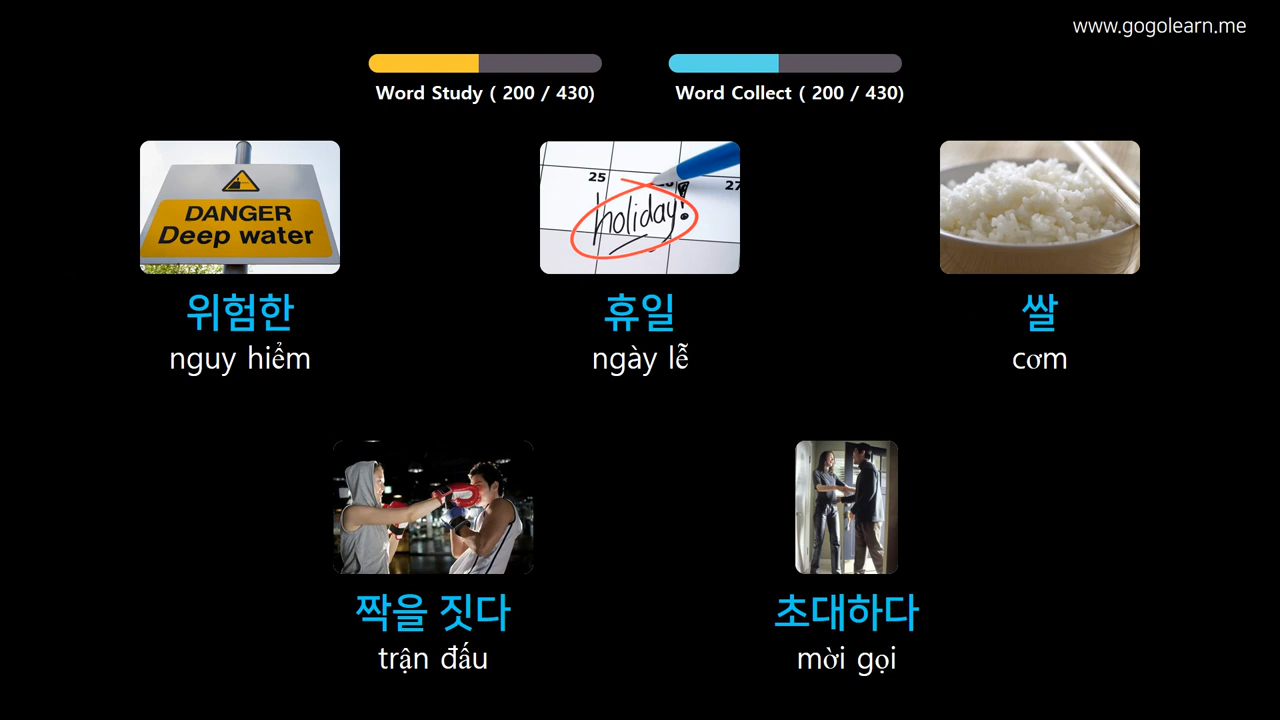 www.gogolearn.me
Word Study ( 200 / 430)
Word Collect ( 200 / 430)
DANGER
Deep water
25
27
holiday!
위험한
휴일
쌀
nguy hiểm
ngày lễ
cơm
짝을 짓다
초대하다
trận đấu
mời gọi